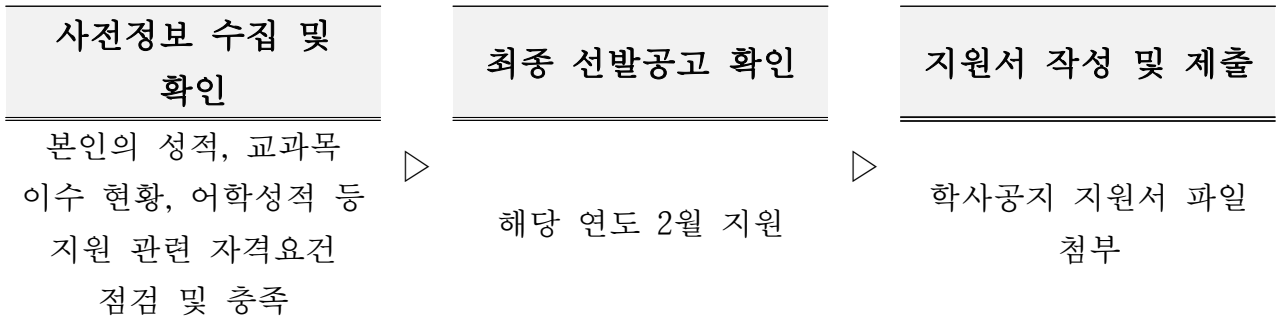 사전정보 수집 및
확인
본인의 성적, 교과목
이수 현황, 어학성적 등
지원 관련 자격요건
점검 및 충족
▷
최종 선발공고 확인
해당 연도 2월 지원
▷
지원서 작성 및 제출
학사공지 지원서 파일
첨부